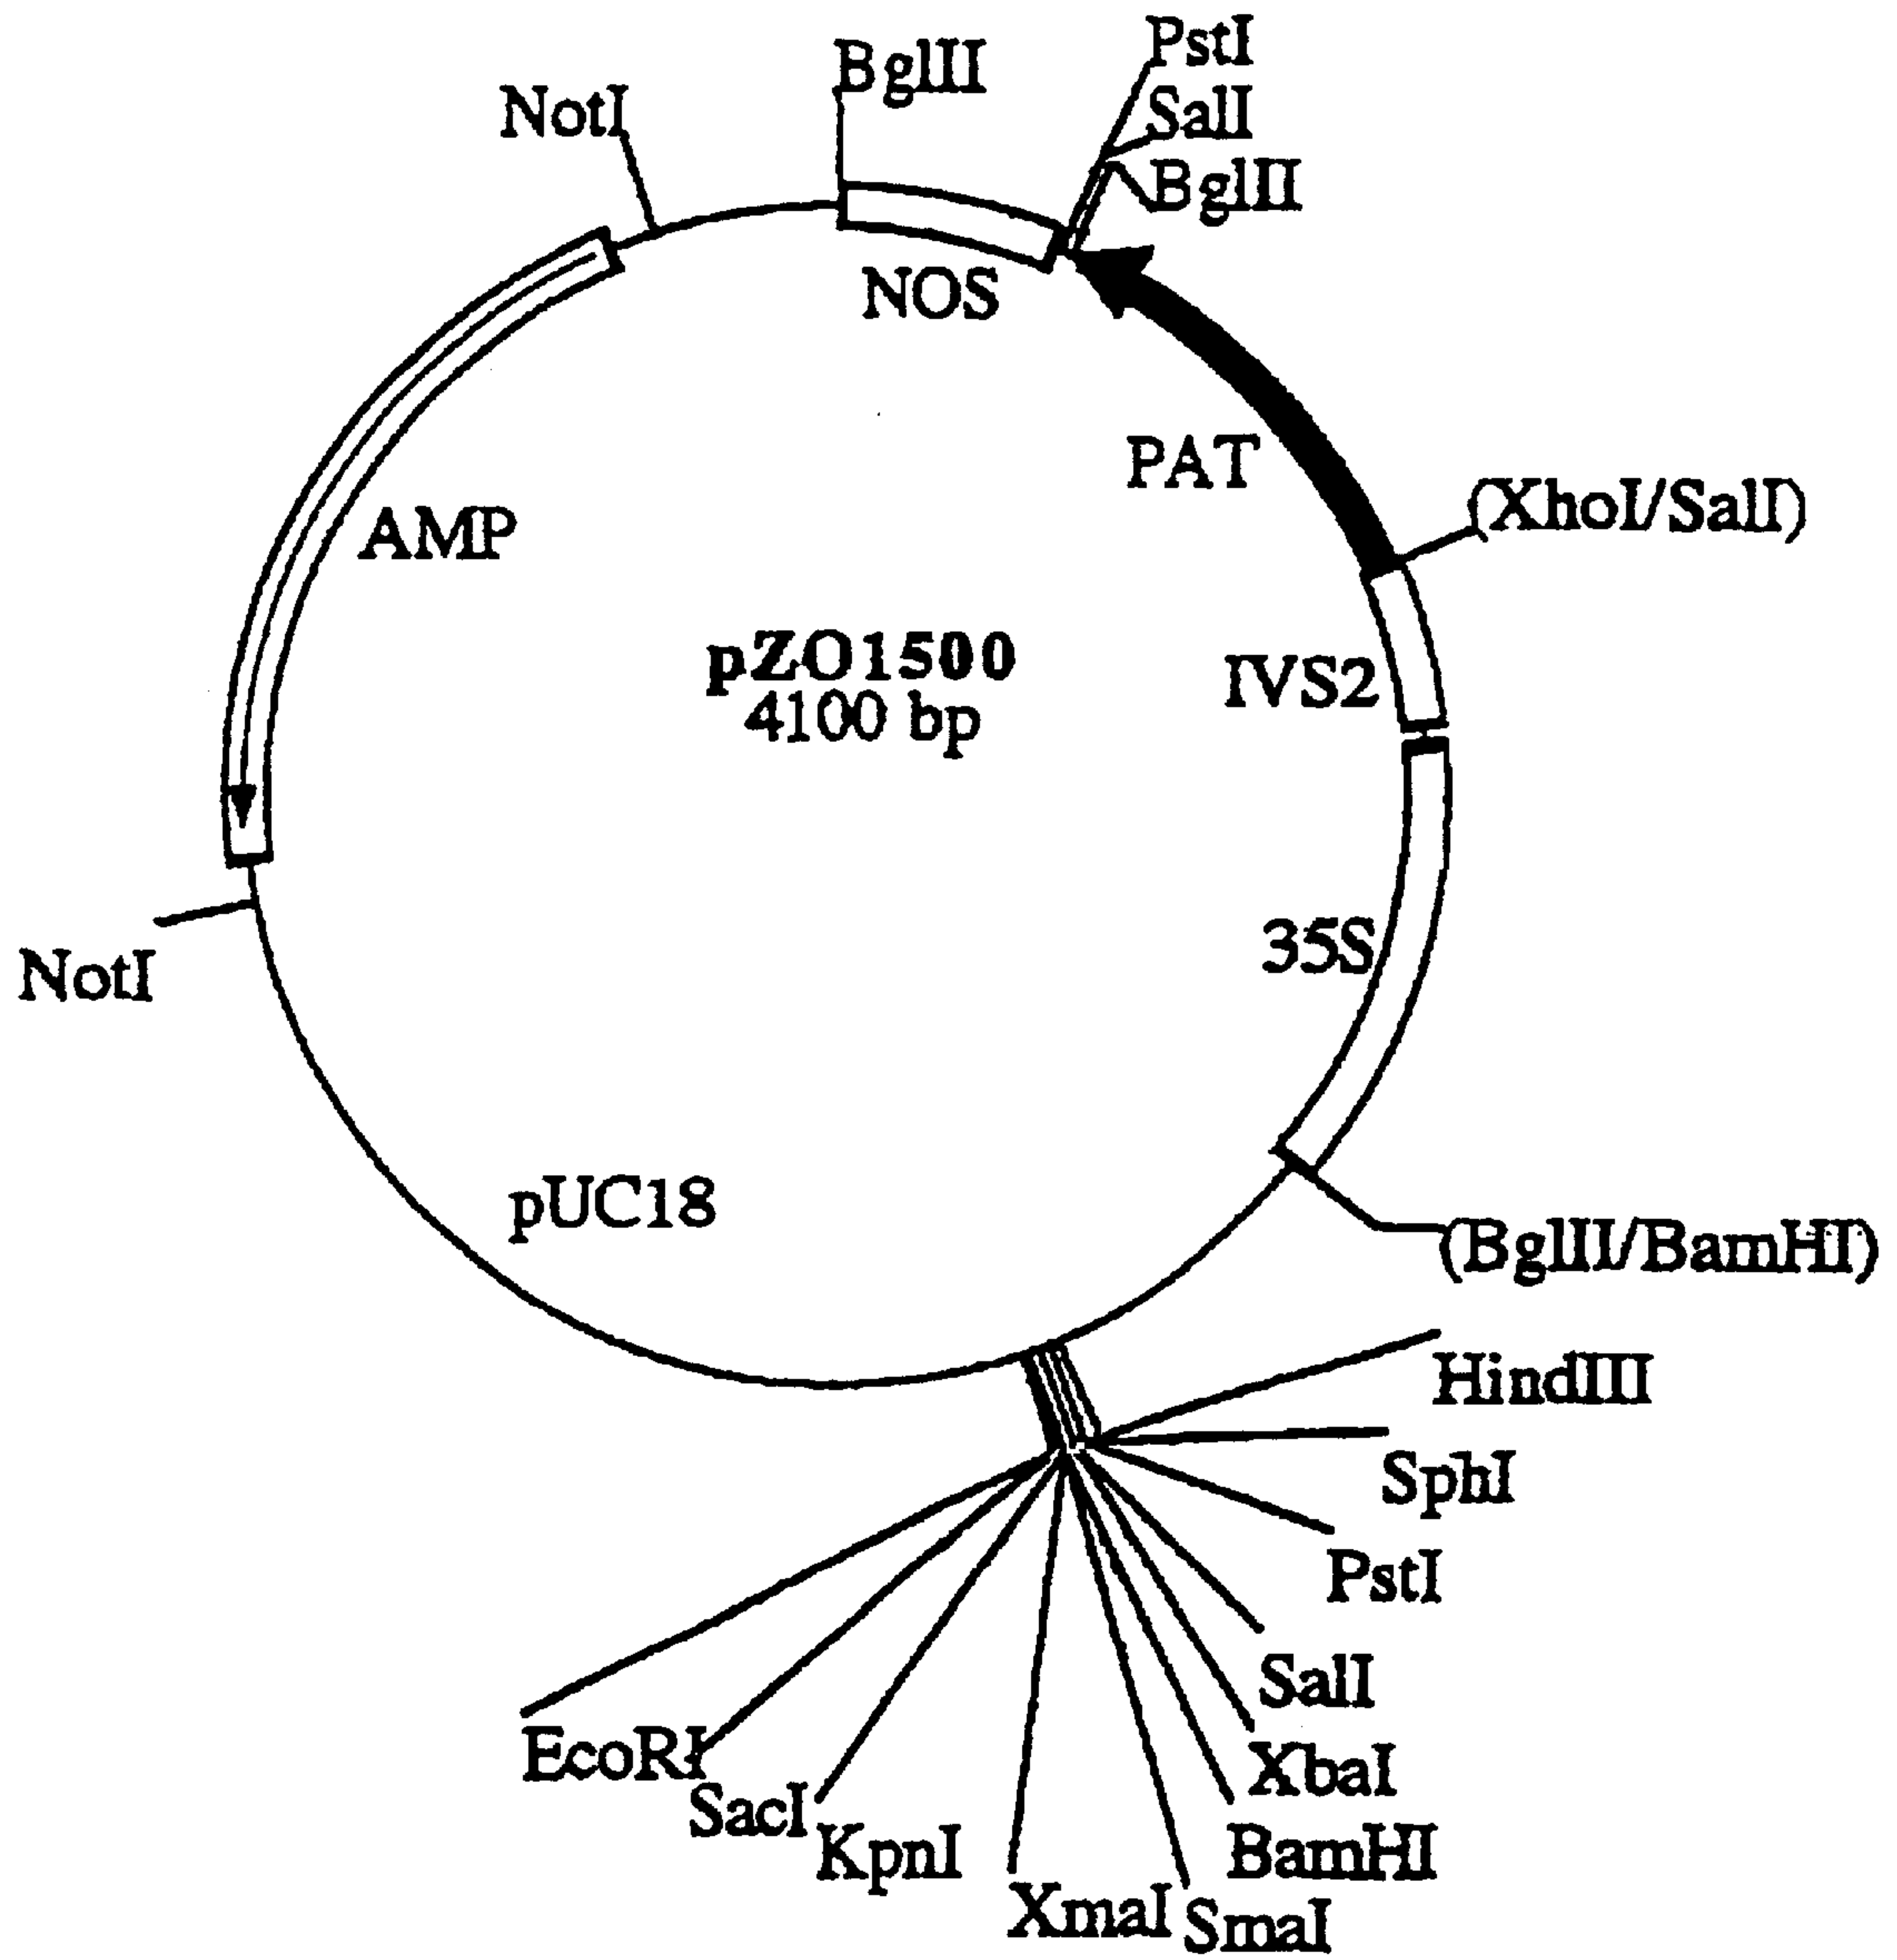 PstI
BglII
SalI
NotI
BglII
NOS
PAT
(XhoI/SalI)
AMP
pZO1500
4100 bp
IVS2
35S
NotI
pUC18
(BglII/BamHI)
HindIII
SphI
PstI
SalI
EcoRI
XbaI
SacI
KpnI
BamHI
XmaI
SmaI